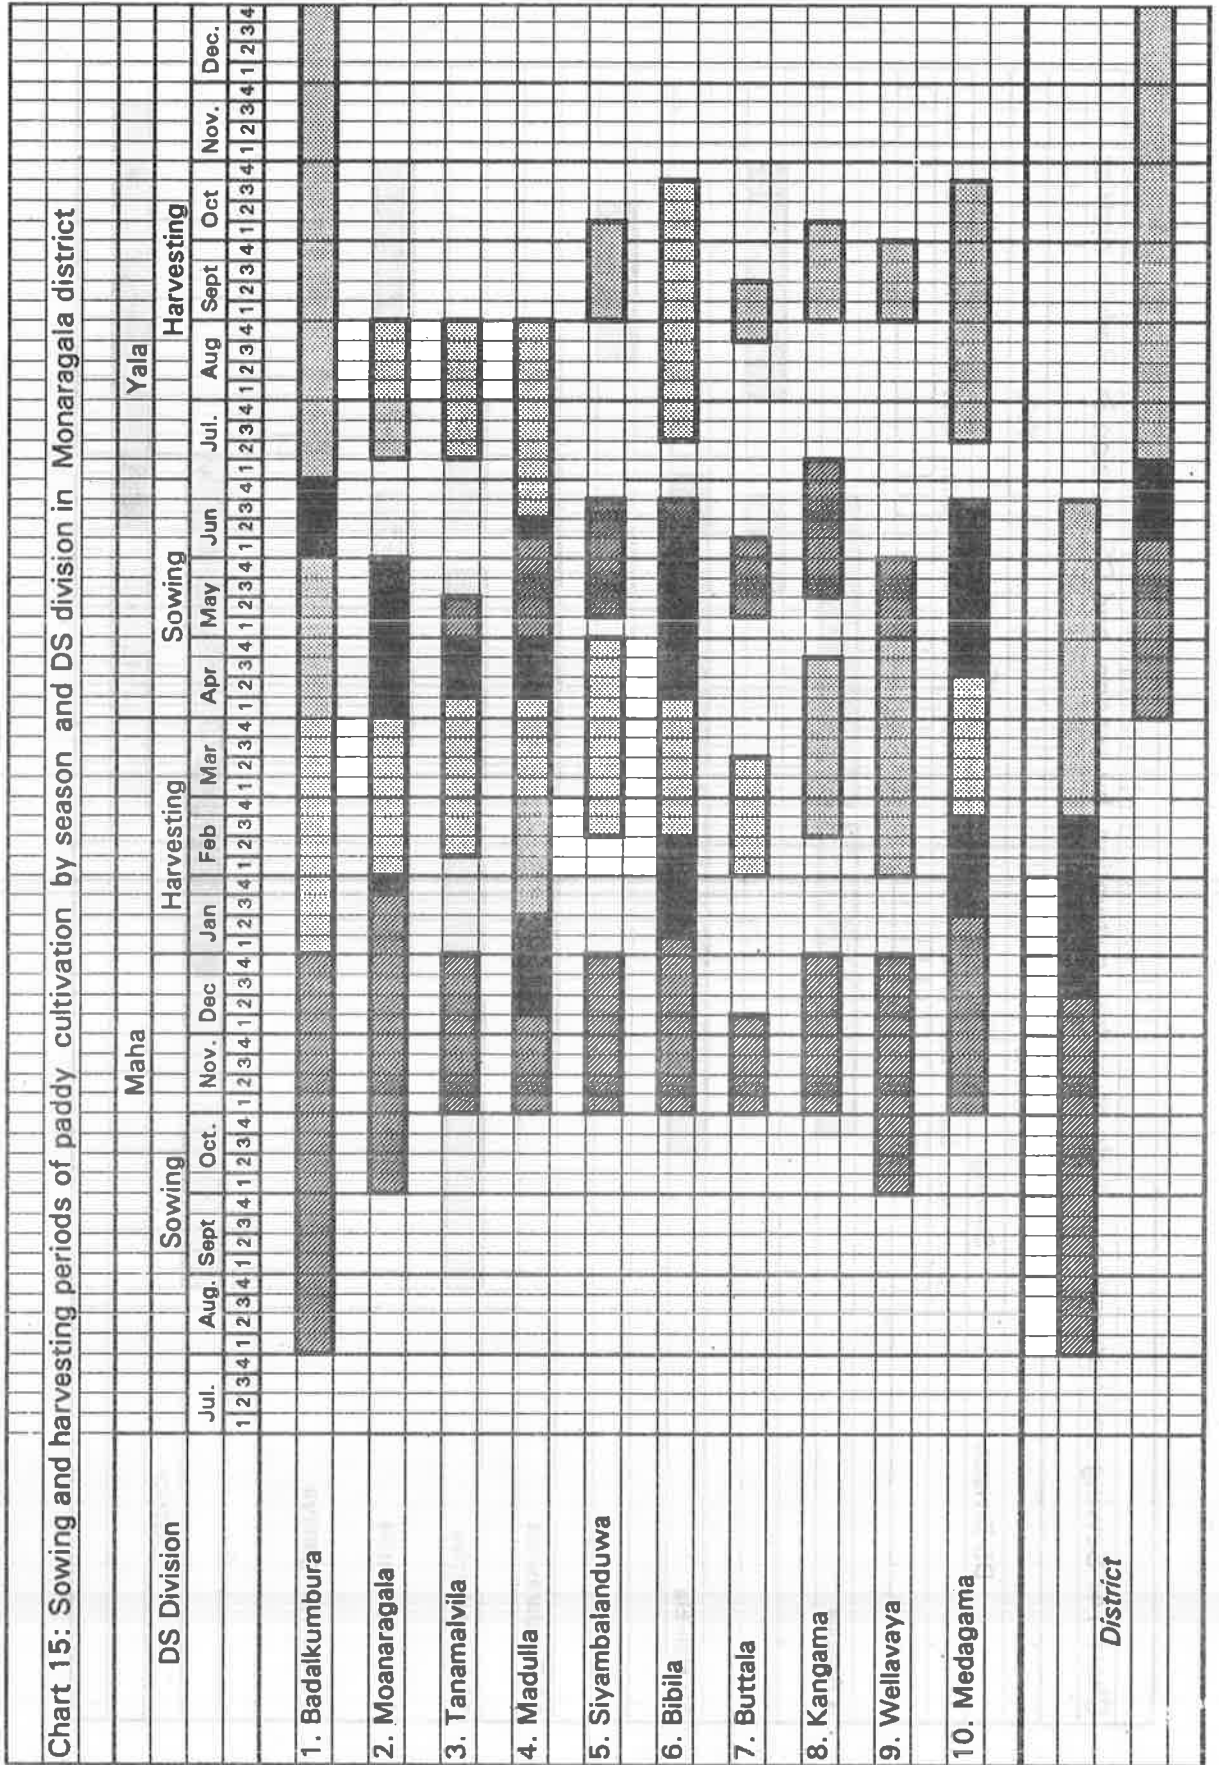 Chart 15: Sowing and harvesting periods of paddy cultivation by season and DS division in Monaragala district
Maha Yala
DS Division Sowing Harvesting Sowing Harvesting
Jul. Aug. Sept Oct. Nov. Dec Jan Feb Mar Apr May Jun Jul. Aug Sept Oct Nov. Dec.
1 2 3 4 1 2 3 4 1 2 3 4 1 2 3 4 1 2 3 4 1 2 3 4 1 2 3 4 1 2 3 4 1 2 3 4 1 2 3 4 1 2 3 4 1 2 3 4 1 2 3 4 1 2 3 4 1 2 3 4 1 2 3 4 1 2 3 4 1 2 3 4
1. Badalkumbura
2. Moanaragala
3. Tanamalvila
4. Madulla
5. Siyambalanduwa
6. Bibila
7. Buttala
8. Kangama
9. Wellavaya
10. Medagama
District